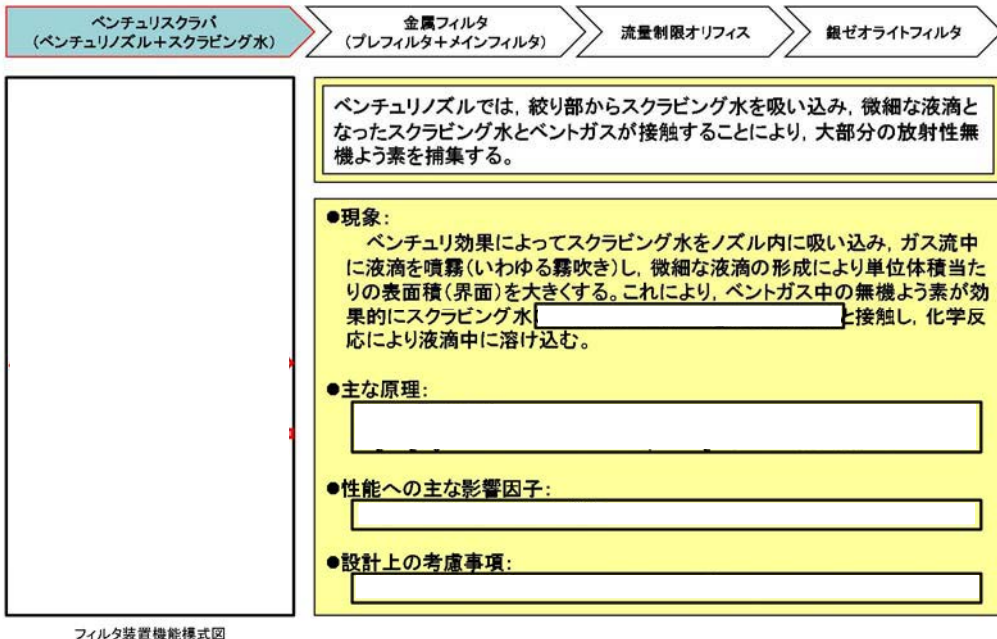 ベンチュリスクラバ
(ベンチュリノズル+スクラビング水)
金属フィルタ
(プレフィルタ+メインフィルタ)
流量制限オリフィス
銀ゼオライトフィルタ
ベンチュリノズルでは,絞り部からスクラビング水を吸い込み,微細な液滴と
なったスクラビング水とベントガスが接触することにより,大部分の放射性無
機よう素を捕集する。
●現象:
ベンチュリ効果によってスクラビング水をノズル内に吸い込み,ガス流中
に液滴を噴霧(いわゆる霧吹き)し,微細な液滴の形成により単位体積当た
りの表面積(界面)を大きくする。これにより,ベントガス中の無機よう素が効
果的にスクラビング水 と接触し,化学反
応により液滴中に溶け込む。
●主な原理:
●性能への主な影響因子:
●設計上の考慮事項:
フィルタ装置機能模式図